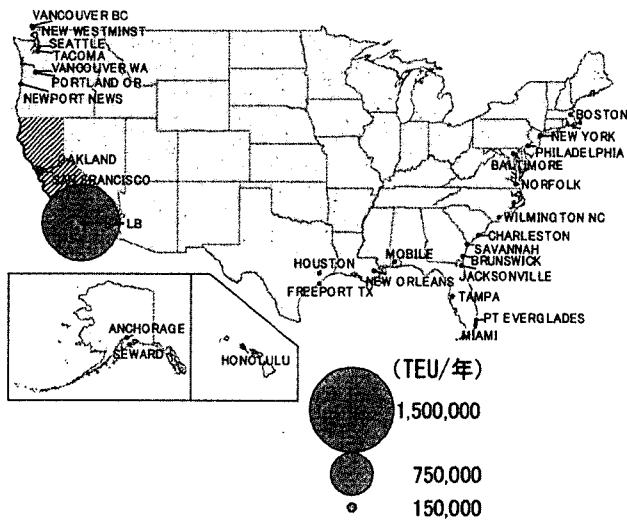 VANCOUVER BC
NEW WESTMINST
SEATTLE
TACOMA
VANCOUVER WA
PORTLAND OR
NEWPORT NEWS
OAKLAND
SAN FRANCISCO
LB
BOSTON
NEW YORK
PHILADELPHIA
BALTIMORE
NORFOLK
WILMINGTON NC
CHARLESTON
SAVANNAH
BRUNSWICK
JACKSONVILLE
HOUSTON
MOBILE
NEW ORLEANS
FREEPORT TX
TAMPA
PT EVERGLADES
MIAMI
ANCHORAGE
SEWARD
HONOLULU
(TEU/年)
1,500,000
750,000
150,000